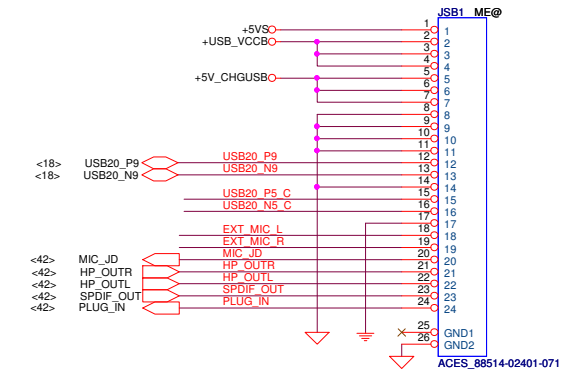 JSB1 ME@
+5VS 1 1
+USB_VCCB 2 2
3 3
4 4
+5V_CHGUSB 5 5
6 6
7 7
8 8
9 9
10 10
11 11
<18> USB20_P9 USB20_P9 12 12
<18> USB20_N9 USB20_N9 13 13
14 14
USB20_P5_C 15 15
USB20_N5_C 16 16
17 17
EXT_MIC_L 18 18
EXT_MIC_R 19 19
<42> MIC_JD MIC_JD 20 20
<42> HP_OUTR HP_OUTR 21 21
<42> HP_OUTL HP_OUTL 22 22
<42> SPDIF_OUT SPDIF_OUT 23 23
<42> PLUG_IN PLUG_IN 24 24
25 GND1
26 GND2
ACES_88514-02401-071